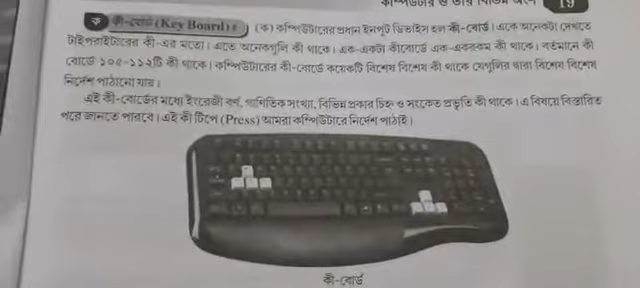 কম্পিউটার ও তার বিভিন্ন অংশ 19
ক কী-বোর্ড (Key Board) : (ক) কম্পিউটারের প্রধান ইনপুট ডিভাইস হল কী-বোর্ড। একে অনেকটা দেখতে
টাইপরাইটারের কী-এর মতো। এতে অনেকগুলি কী থাকে। এক-একটা কীবোর্ডে এক-একরকম কী থাকে। বর্তমানে কী
বোর্ডে ১০৫-১১২টি কী থাকে। কম্পিউটারের কী-বোর্ডে কয়েকটি বিশেষ বিশেষ কী থাকে যেগুলির দ্বারা বিশেষ বিশেষ
নির্দেশ পাঠানো যায়।
এই কী-বোর্ডের মধ্যে ইংরেজী বর্ণ, গাণিতিক সংখ্যা, বিভিন্ন প্রকার চিহ্ন ও সংকেত প্রভৃতি কী থাকে। এ বিষয়ে বিস্তারিত
পরে জানতে পারবে। এই কী টিপে (Press) আমরা কম্পিউটারে নির্দেশ পাঠাই।
কী-বোর্ড